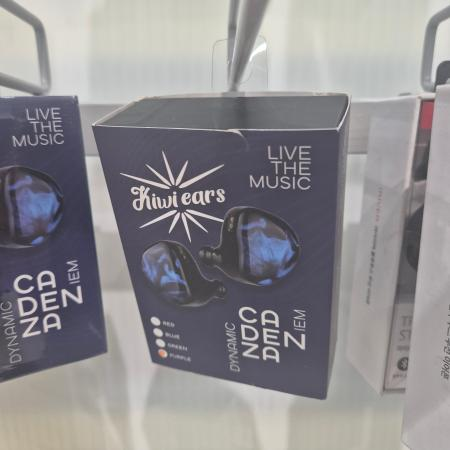 LIVE
THE
MUSIC
DYNAMIC
CA
DEN
ZA
IEM
Kiwi ears
LIVE
THE
MUSIC
RED
BLUE
GREEN
PURPLE
DYNAMIC
CA
DEN
ZA
IEM